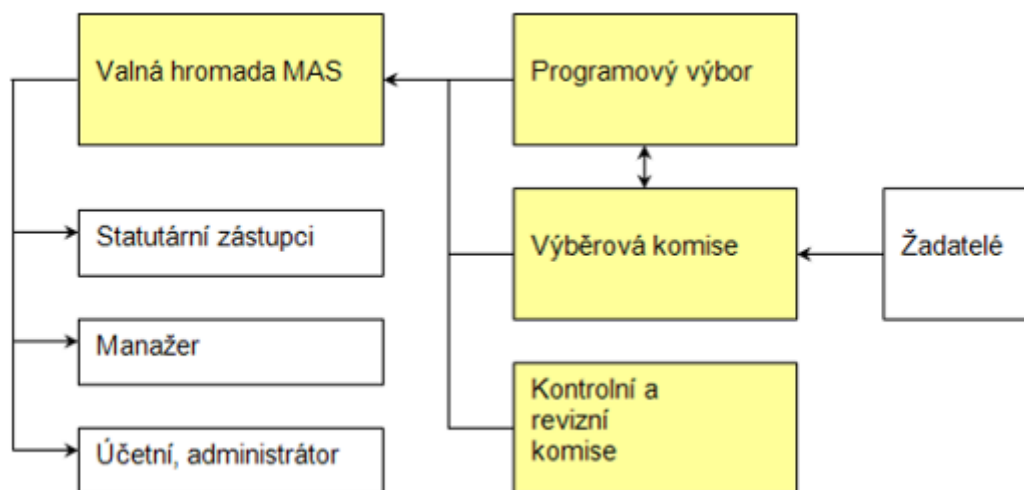 Valná hromada MAS
Programový výbor
Statutární zástupci
Výběrová komise
Žadatelé
Manažer
Kontrolní a
revizní
komise
Účetní, administrátor